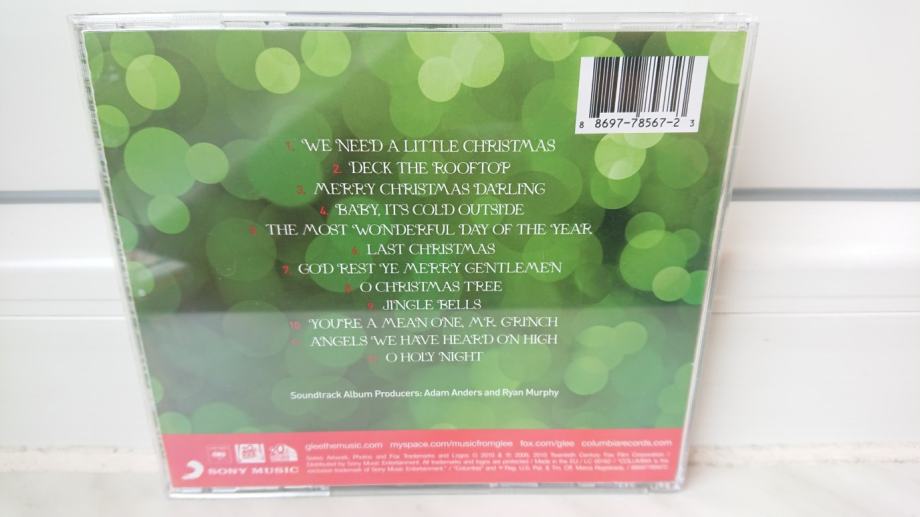 8 8697-78567-2 3
1. WE NEED A LITTLE CHRISTMAS
2. DECK THE ROOFTOP
3. MERRY CHRISTMAS DARLING
4. BABY, IT'S COLD OUTSIDE
5. THE MOST WONDERFUL DAY OF THE YEAR
6. LAST CHRISTMAS
7. GOD REST YE MERRY GENTLEMEN
8. O CHRISTMAS TREE
9. JINGLE BELLS
10. YOU'RE A MEAN ONE, MR. GRINCH
11. ANGELS WE HAVE HEARD ON HIGH
12. O HOLY NIGHT
Soundtrack Album Producers: Adam Anders and Ryan Murphy
gleethemusic.com myspace.com/musicfromglee fox.com/glee columbiarecords.com
SONY MUSIC